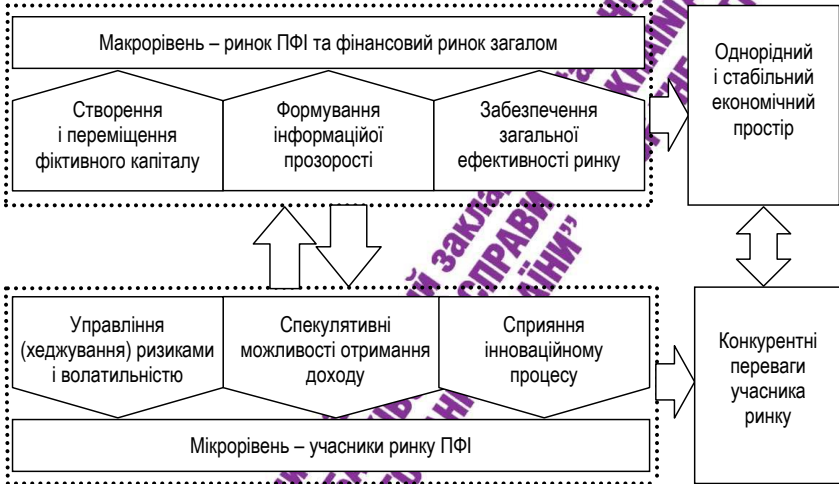 Макрорівень – ринок ПФІ та фінансовий ринок загалом
Створення
і переміщення
фіктивного капіталу
Формування
інформаційої
прозорості
Забезпечення
загальної
ефективності ринку
Однорідний
і стабільний
економічний
простір
Управління
(хеджування) ризиками
і волатильністю
Спекулятивні
можливості отримання
доходу
Сприяння
інноваційному
процесу
Конкурентні
переваги
учасника
ринку
Мікрорівень – учасники ринку ПФІ